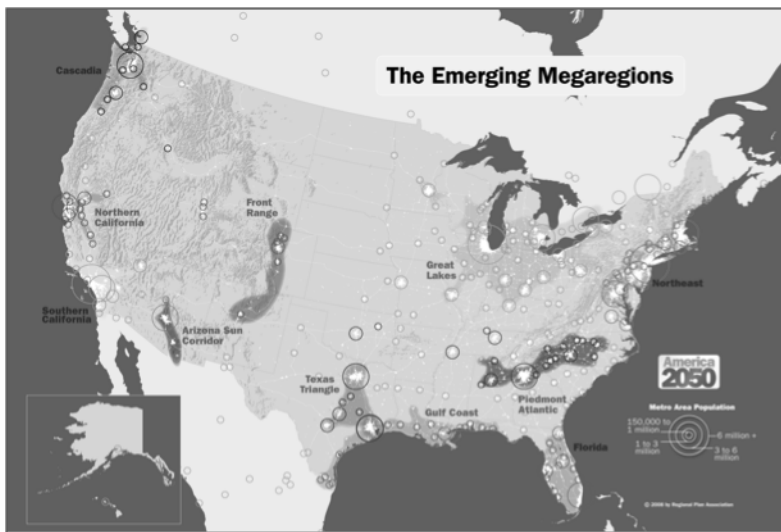 The Emerging Megaregions
Cascadia
Northern
California
Front
Range
Great
Lakes
Northeast
Southern
California
Arizona Sun
Corridor
Texas
Triangle
Gulf Coast
Piedmont
Atlantic
Florida
America
2050
Metro Area Population
150,000 to
1 million
1 to 3
million
6 million +
3 to 6
million
© 2008 by Regional Plan Association